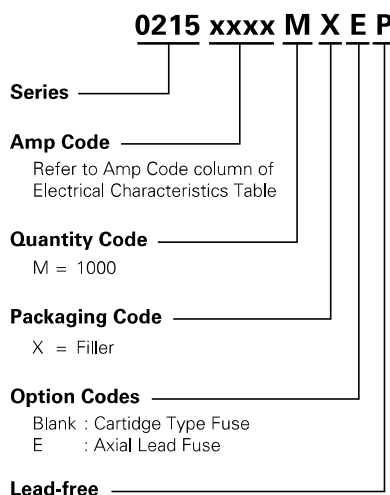 0215 xxxx M X E P
Series
Amp Code
Refer to Amp Code column of
Electrical Characteristics Table
Quantity Code
M = 1000
Packaging Code
X = Filler
Option Codes
Blank : Cartidge Type Fuse
E : Axial Lead Fuse
Lead-free